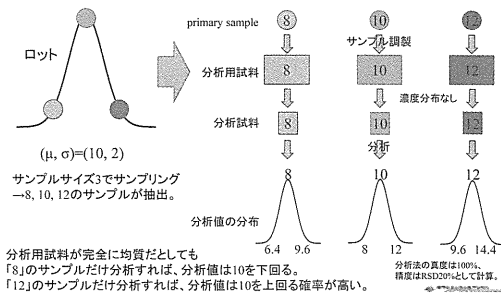 primary sample
8 10 12
ロット
サンプル調製
分析用試料
8 10 12
濃度分布なし
分析試料
8 10 12
分析
(μ, σ)=(10, 2)
8 10 12
サンプルサイズ3でサンプリング
→8, 10, 12のサンプルが抽出。
分析値の分布
6.4 9.6 8 12 9.6 14.4
分析用試料が完全に均質だとしても
「8」のサンプルだけ分析すれば、分析値は10を下回る。
「12」のサンプルだけ分析すれば、分析値は10を上回る確率が高い。
分析法の真度は100%、
精度はRSD20%として計算。